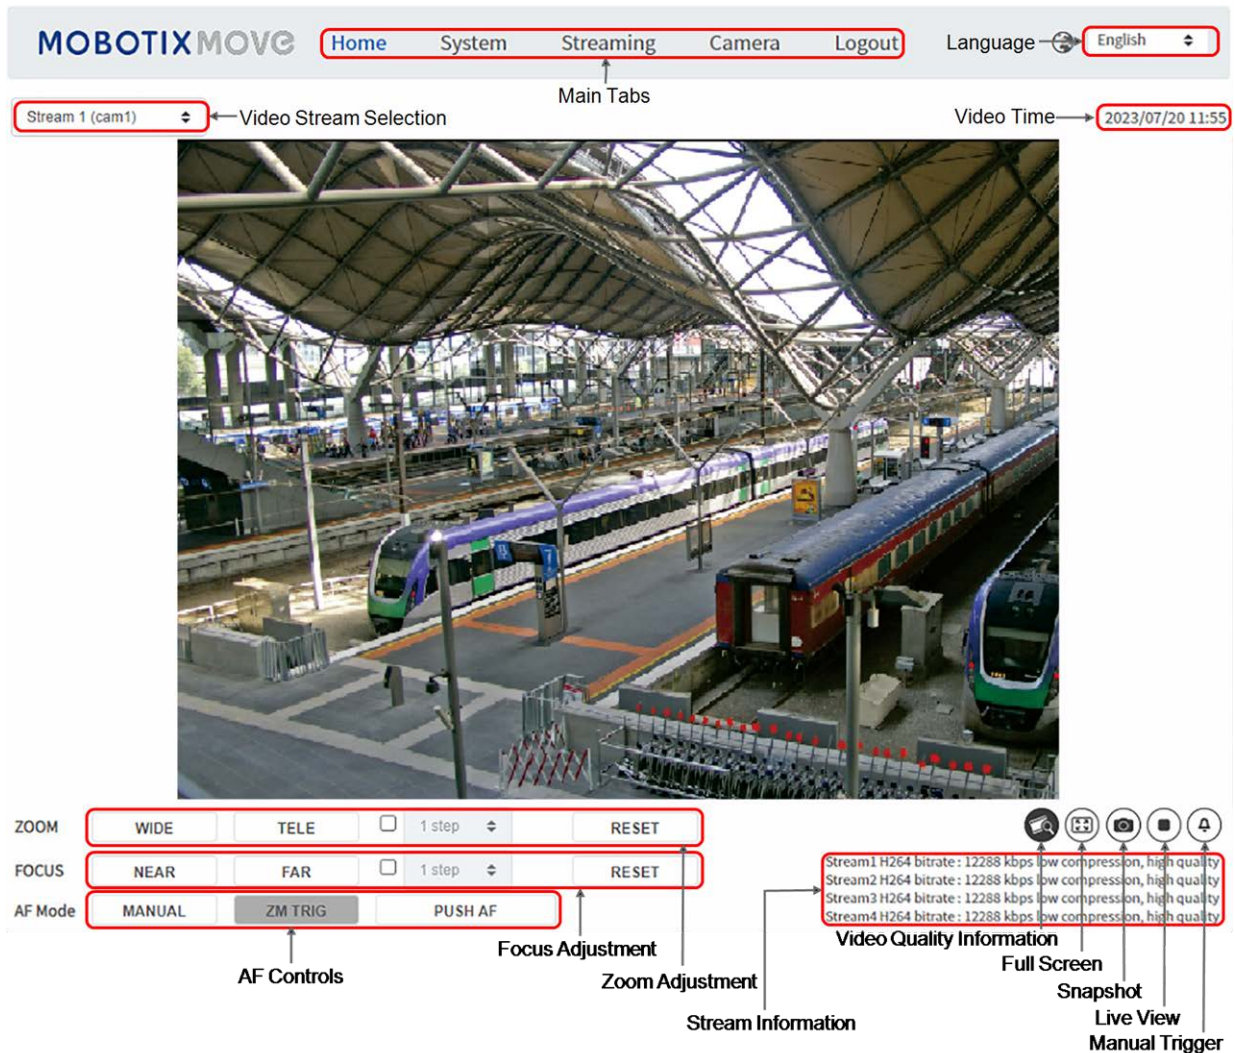 MOBOTIX MOVE
Home System Streaming Camera Logout
Language
English
Main Tabs
Stream 1 (cam1)
Video Stream Selection
Video Time
2023/07/20 11:55
ZOOM WIDE TELE 1 step RESET
FOCUS NEAR FAR 1 step RESET
AF Mode MANUAL ZM TRIG PUSH AF
Stream1 H264 bitrate : 12288 kbps low compression, high quality
Stream2 H264 bitrate : 12288 kbps low compression, high quality
Stream3 H264 bitrate : 12288 kbps low compression, high quality
Stream4 H264 bitrate : 12288 kbps low compression, high quality
Video Quality Information
Focus Adjustment
Full Screen
AF Controls
Zoom Adjustment
Snapshot
Stream Information
Live View
Manual Trigger